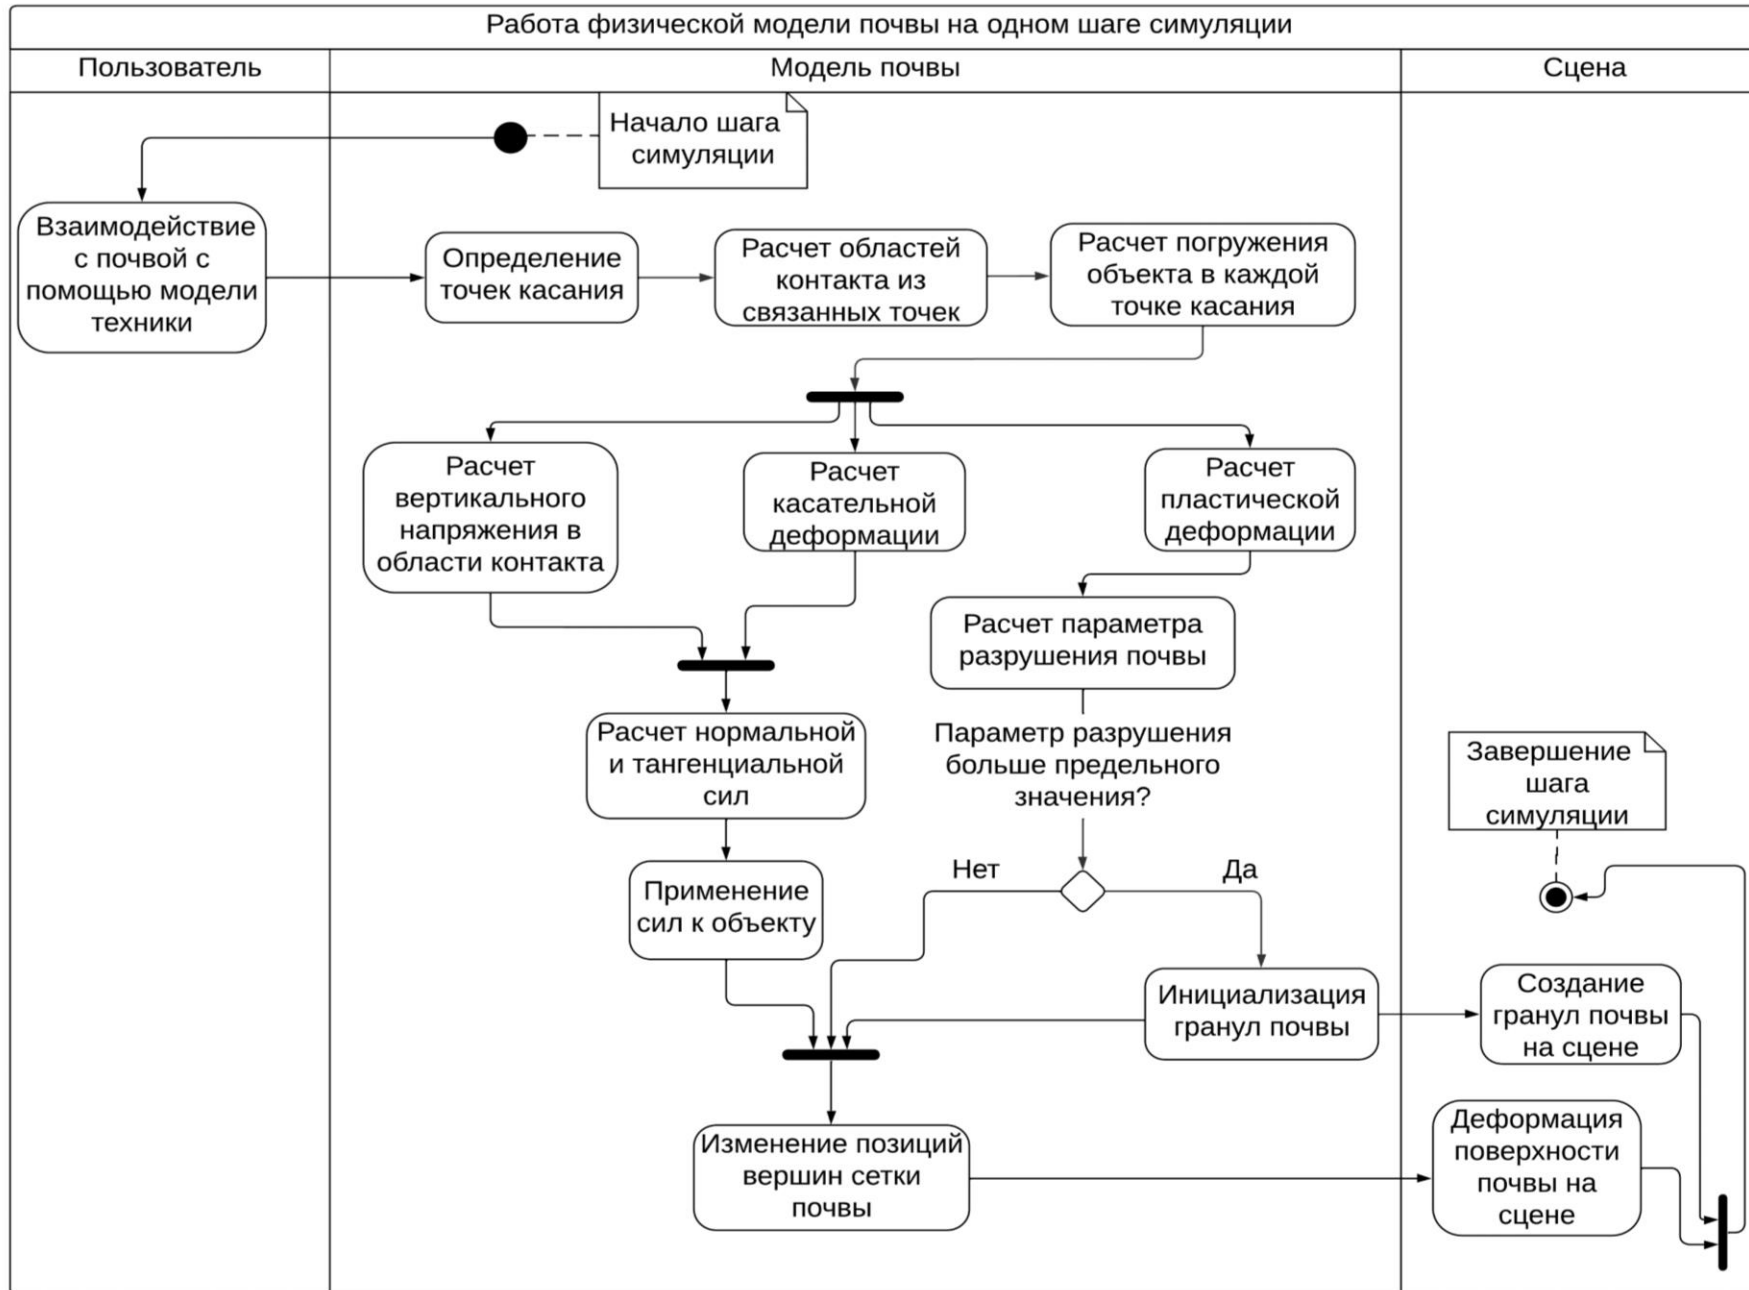 Работа физической модели почвы на одном шаге симуляции
Пользователь
Модель почвы
Сцена
Начало шага
симуляции
Взаимодействие
с почвой с
помощью модели
техники
Определение
точек касания
Расчет областей
контакта из
связанных точек
Расчет погружения
объекта в каждой
точке касания
Расчет
вертикального
напряжения в
области контакта
Расчет
касательной
деформации
Расчет
пластической
деформации
Расчет параметра
разрушения почвы
Расчет нормальной
и тангенциальной
сил
Параметр разрушения
больше предельного
значения?
Завершение
шага
симуляции
Нет
Да
Применение
сил к объекту
Инициализация
гранул почвы
Создание
гранул почвы
на сцене
Изменение позиций
вершин сетки
почвы
Деформация
поверхности
почвы на
сцене